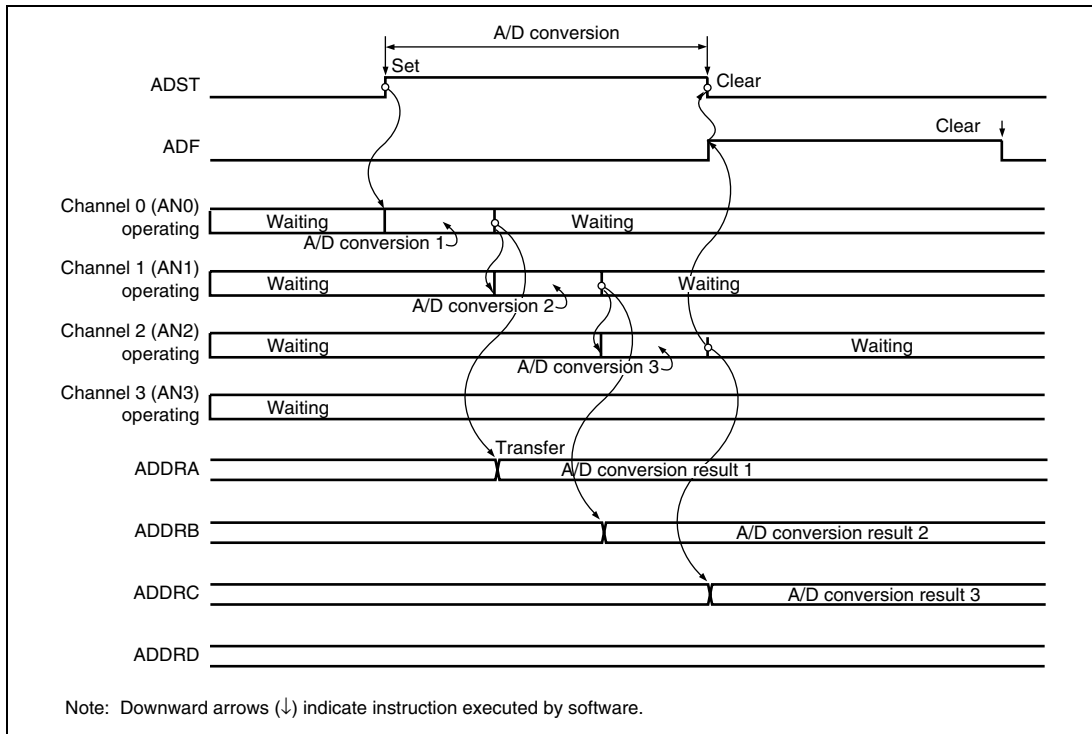 A/D conversion
Set
ADST
Clear
ADF
Clear
Channel 0 (AN0)
operating
Waiting
Waiting
A/D conversion 1
Channel 1 (AN1)
operating
Waiting
Waiting
A/D conversion 2
Channel 2 (AN2)
operating
Waiting
Waiting
A/D conversion 3
Channel 3 (AN3)
operating
Waiting
Transfer
ADDRA
A/D conversion result 1
ADDRB
A/D conversion result 2
ADDRC
A/D conversion result 3
ADDRD
Note: Downward arrows (↓) indicate instruction executed by software.